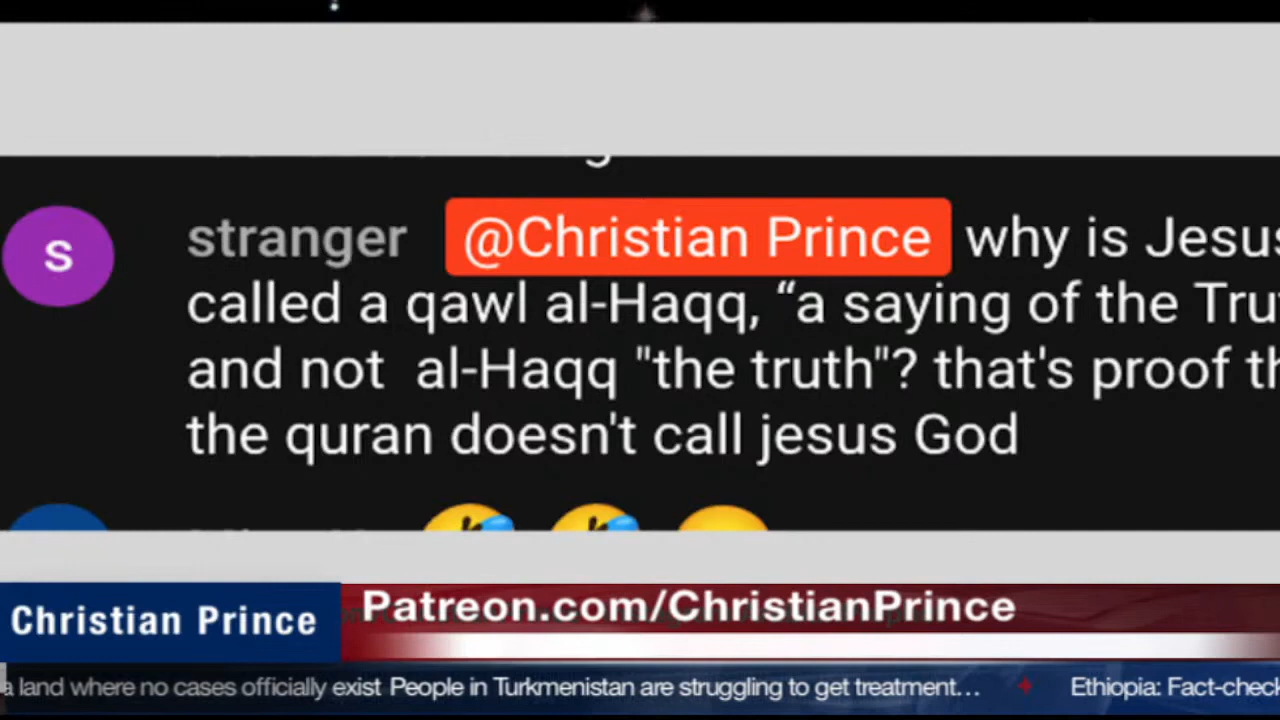 S
stranger @Christian Prince why is Jesus
called a qawl al-Haqq, “a saying of the Tru
and not al-Haqq "the truth"? that's proof th
the quran doesn't call jesus God
Christian Prince
Patreon.com/ChristianPrince
a land where no cases officially exist People in Turkmenistan are struggling to get treatment… Ethiopia: Fact-check